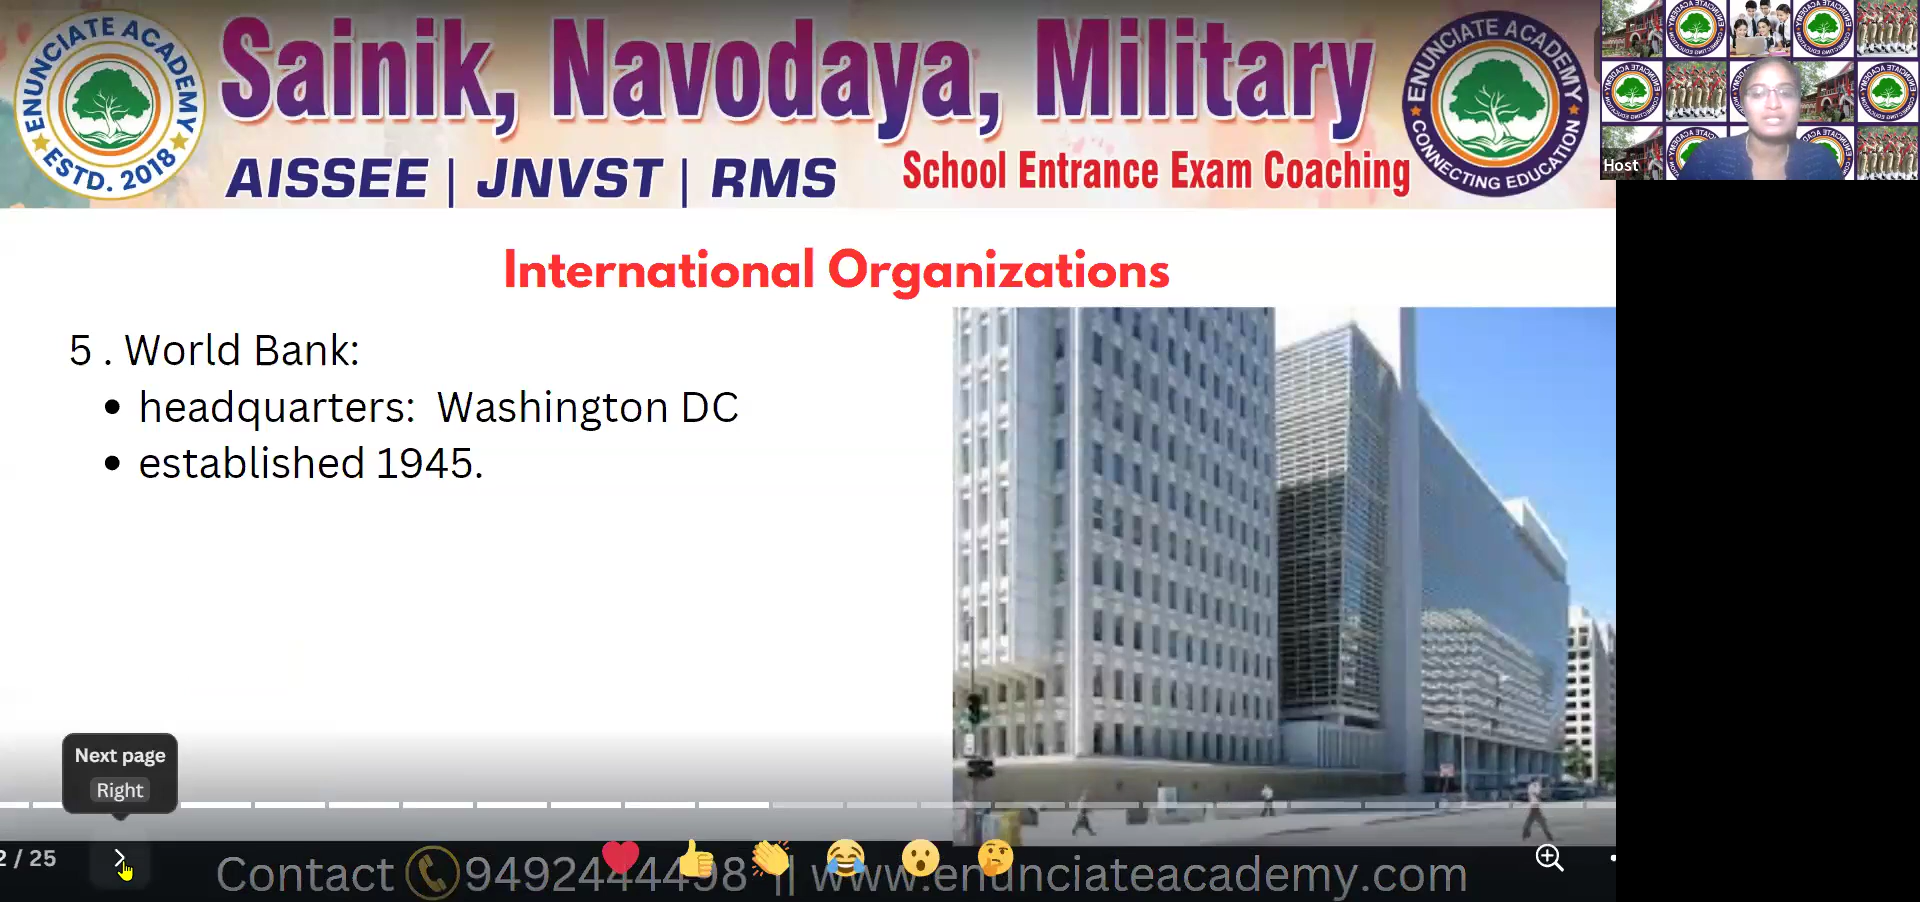 ENUNCIATE ACADEMY
ESTD. 2018
Sainik, Navodaya, Military
AISSEE | JNVST | RMS
School Entrance Exam Coaching
ENUNCIATE ACADEMY
CONNECTING EDUCATION
Host
International Organizations
5 . World Bank:
• headquarters: Washington DC
• established 1945.
Next page
Right
2 / 25
Contact 9492444498 || www.enunciateacademy.com